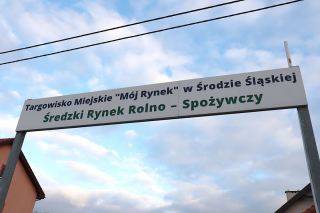 Targowisko Miejskie "Mój Rynek" w Środzie Śląskiej
Średzki Rynek Rolno – Spożywczy